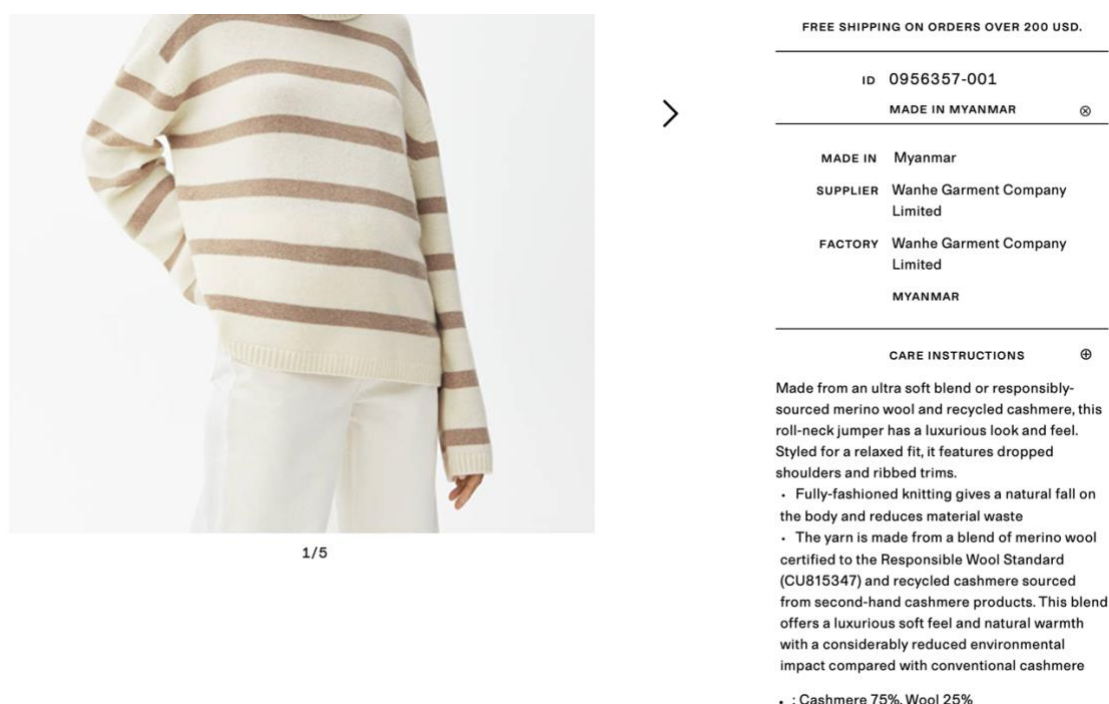 FREE SHIPPING ON ORDERS OVER 200 USD.
ID 0956357-001
MADE IN MYANMAR
MADE IN Myanmar
SUPPLIER Wanhe Garment Company
Limited
FACTORY Wanhe Garment Company
Limited
MYANMAR
CARE INSTRUCTIONS
Made from an ultra soft blend or responsibly-
sourced merino wool and recycled cashmere, this
roll-neck jumper has a luxurious look and feel.
Styled for a relaxed fit, it features dropped
shoulders and ribbed trims.
• Fully-fashioned knitting gives a natural fall on
the body and reduces material waste
• The yarn is made from a blend of merino wool
certified to the Responsible Wool Standard
(CU815347) and recycled cashmere sourced
from second-hand cashmere products. This blend
offers a luxurious soft feel and natural warmth
with a considerably reduced environmental
impact compared with conventional cashmere
• : Cashmere 75%, Wool 25%
1/5